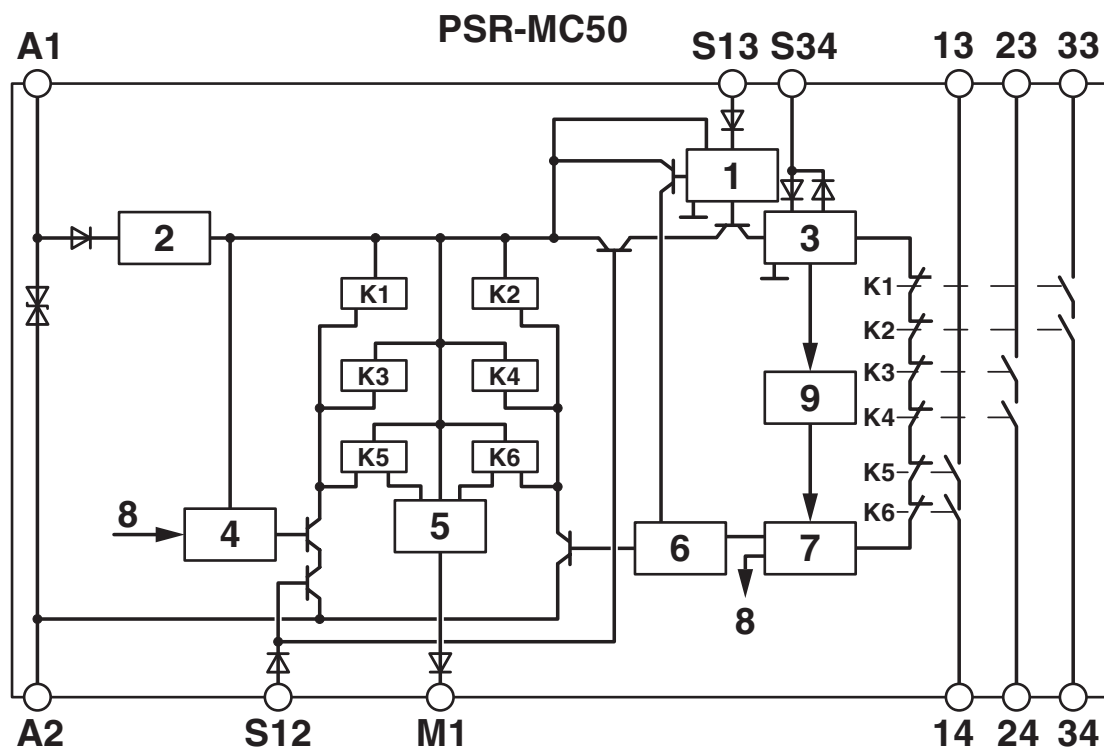 PSR-MC50
A1 S13 S34 13 23 33
1
2 3
K1 K2 K1
K2
K3 K4 K3
9
K4
K5 K6 K5
8 4 5 6 7 K6
8
A2 S12 M1 14 24 34